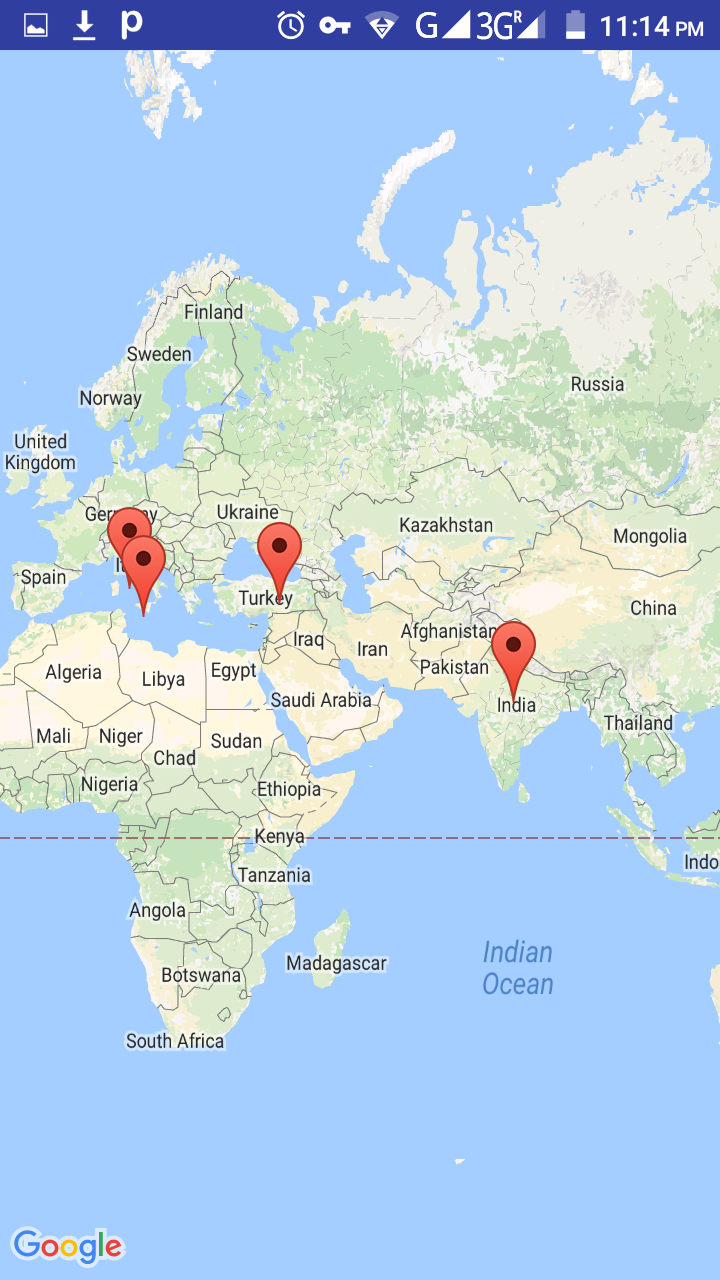 p G 3G R 11:14 PM
Finland
Sweden
Russia
Norway
United
Kingdom
Germany
Ukraine
Kazakhstan
Mongolia
Spain
Turkey
China
Iraq
Iran
Afghanistan
Pakistan
Algeria
Libya
Egypt
Saudi Arabia
India
Thailand
Mali
Niger
Chad
Sudan
Nigeria
Ethiopia
Kenya
Indo
Tanzania
Angola
Madagascar
Indian
Ocean
Botswana
South Africa
Google